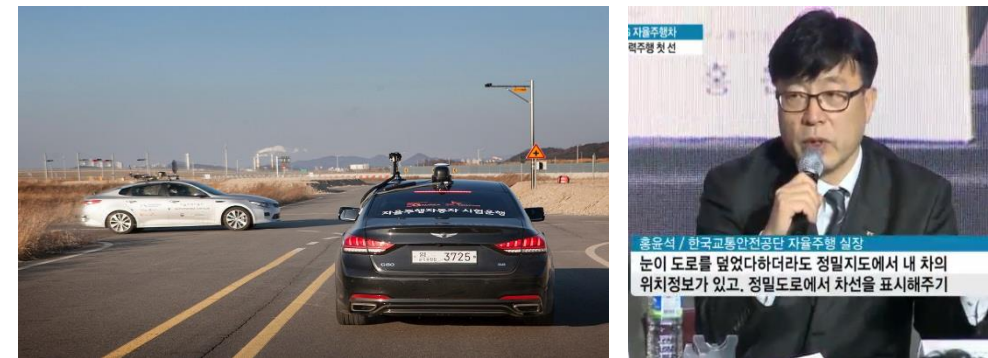 자율주행자동차 시험운행
G80
3725
자율주행차
력주행 첫 선
홍윤석 / 한국교통안전공단 자율주행 실장
눈이 도로를 덮었다하더라도 정밀지도에서 내 차의
위치정보가 있고, 정밀도로에서 차선을 표시해주기